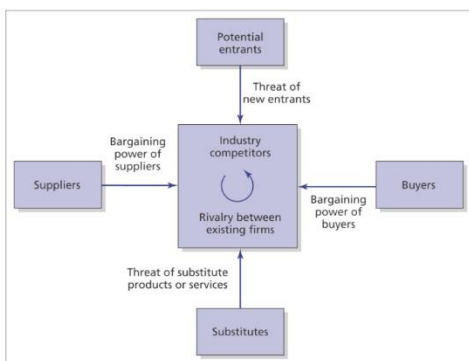 Potential
entrants
Threat of
new entrants
Bargaining
power of
suppliers
Industry
competitors
Suppliers
Buyers
Rivalry between
existing firms
Bargaining
power of
buyers
Threat of substitute
products or services
Substitutes